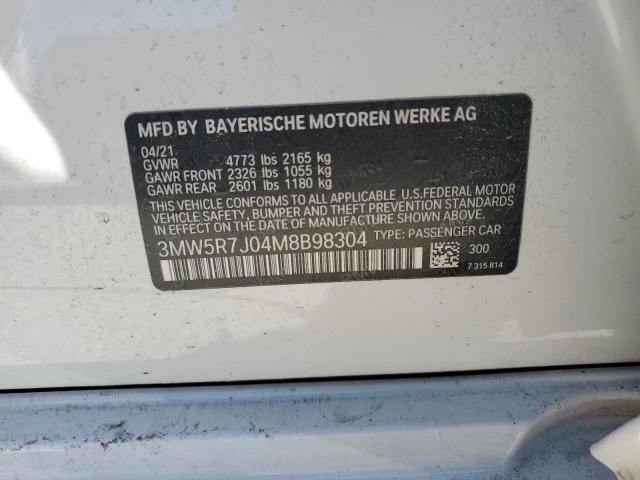 MFD BY BAYERISCHE MOTOREN WERKE AG
04/21
GVWR 4773 lbs 2165 kg
GAWR FRONT 2326 lbs 1055 kg
GAWR REAR 2601 lbs 1180 kg
THIS VEHICLE CONFORMS TO ALL APPLICABLE U.S.FEDERAL MOTOR
VEHICLE SAFETY, BUMPER AND THEFT PREVENTION STANDARDS
IN EFFECT ON THE DATE OF MANUFACTURE SHOWN ABOVE.
3MW5R7J04M8B98304 TYPE: PASSENGER CAR
300
7 315 814